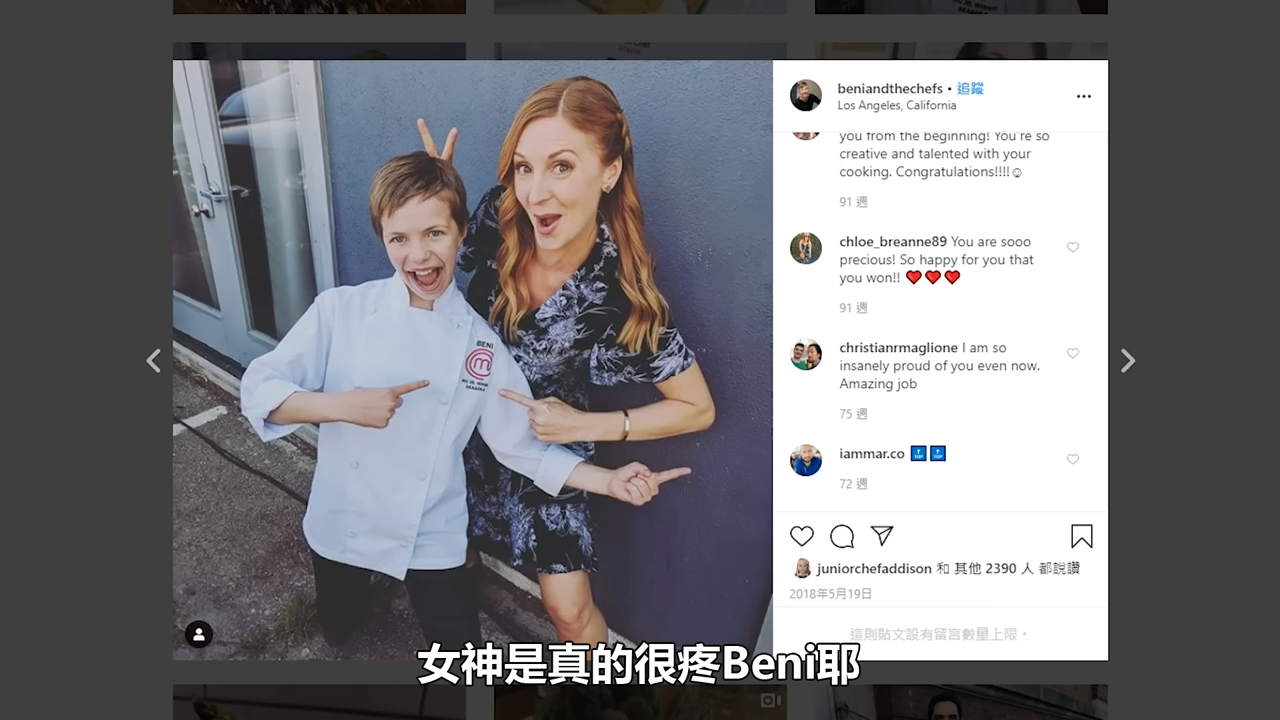 beniandthechefs • 追蹤
Los Angeles, California
you from the beginning! You're so
creative and talented with your
cooking. Congratulations!!!!☺
91 週
chloe_breanne89 You are sooo
precious! So happy for you that
you won!! ❤️❤️❤️
91 週
christianrmaglione I am so
insanely proud of you even now.
Amazing job
75 週
iammar.co 🔝🔝
72 週
juniorchefaddison 和 其他 2390 人 都說讚
2018年5月19日
這則貼文設有留言數量上限。
BENI
女神是真的很疼Beni耶